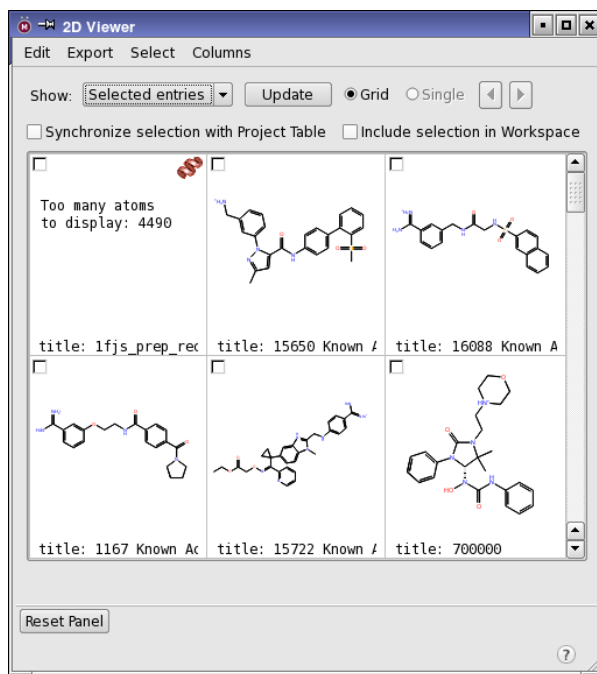 2D Viewer
Edit Export Select Columns
Show: Selected entries Update Grid Single
Synchronize selection with Project Table Include selection in Workspace
Too many atoms
to display: 4490
title: 1fjs_prep_rec
title: 15650 Known A
title: 16088 Known A
title: 1167 Known Ac
title: 15722 Known A
title: 700000
Reset Panel
?